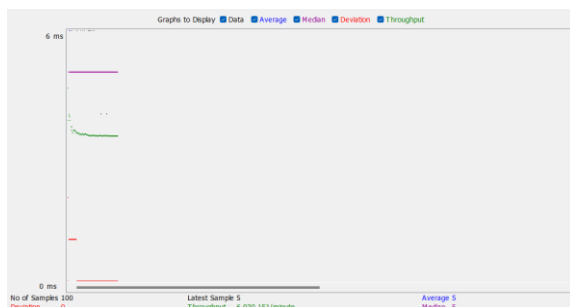 Graphs to Display Data Average Median Deviation Throughput
6 ms
0 ms
No of Samples 100 Latest Sample 5 Average 5
Deviation 0 Throughput Median 5